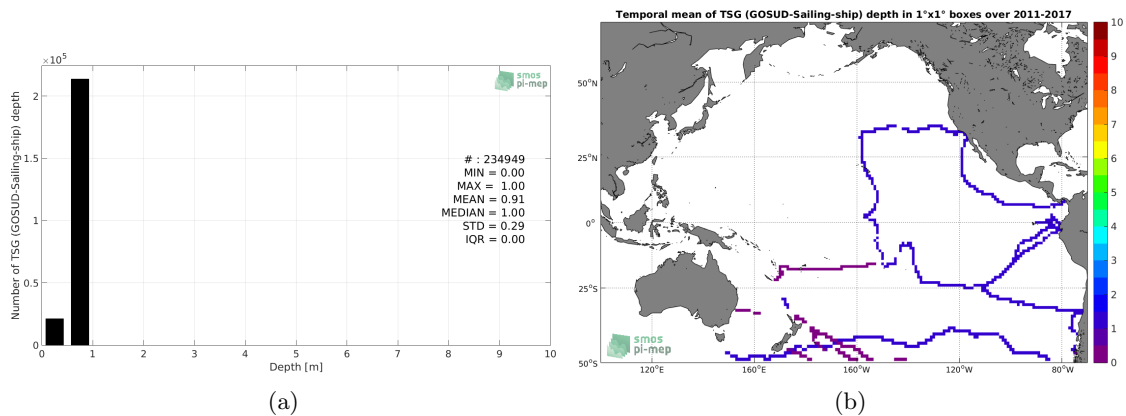 ×10^5
2
1.5
1
0.5
0
Number of TSG (GOSUD-Sailing-ship) depth
smos
pi-mep
# : 234949
MIN = 0.00
MAX = 1.00
MEAN = 0.91
MEDIAN = 1.00
STD = 0.29
IQR = 0.00
0 1 2 3 4 5 6 7 8 9 10
Depth [m]
(a)
Temporal mean of TSG (GOSUD-Sailing-ship) depth in 1°x1° boxes over 2011-2017
50°N
25°N
0°
25°S
50°S
smos
pi-mep
120°E 160°E 160°W 120°W 80°W
10
9
8
7
6
5
4
3
2
1
0
(b)